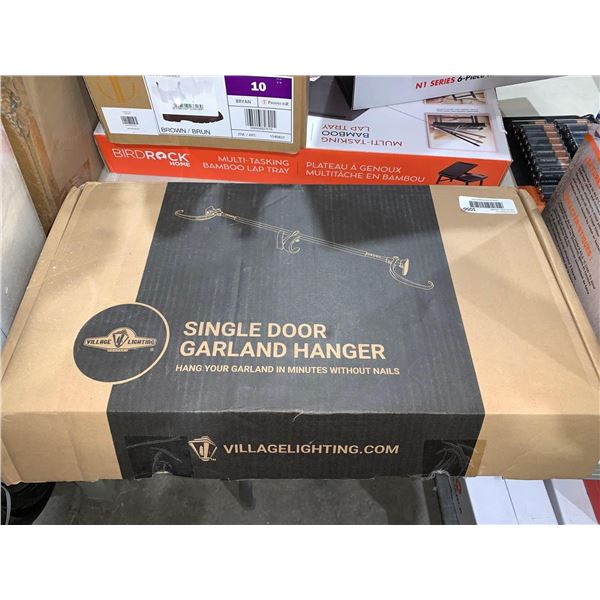 10
BRYAN
BROWN / BRUN
N1 SERIES 6-Piece
BIRDROCK
HOME
MULTI-TASKING
BAMBOO LAP TRAY
MULTI-TASKING
BAMBOO
LAP TRAY
PLATEAU À GENOUX
MULTITÂCHE EN BAMBOU
VILLAGE LIGHTING
SINGLE DOOR
GARLAND HANGER
HANG YOUR GARLAND IN MINUTES WITHOUT NAILS
VILLAGELIGHTING.COM